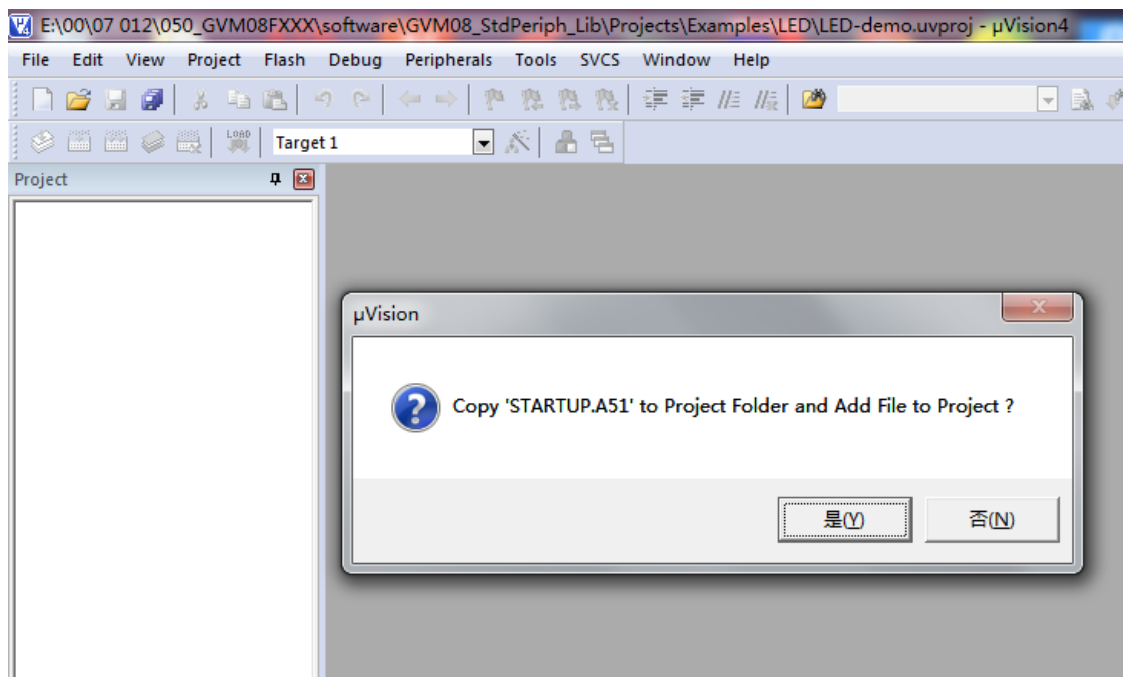 E:\00\07 012\050_GVM08FXXX\software\GVM08_StdPeriph_Lib\Projects\Examples\LED\LED-demo.uvproj - µVision4
File Edit View Project Flash Debug Peripherals Tools SVCS Window Help
LOAD Target 1
Project
µVision
Copy 'STARTUP.A51' to Project Folder and Add File to Project ?
是(Y) 否(N)